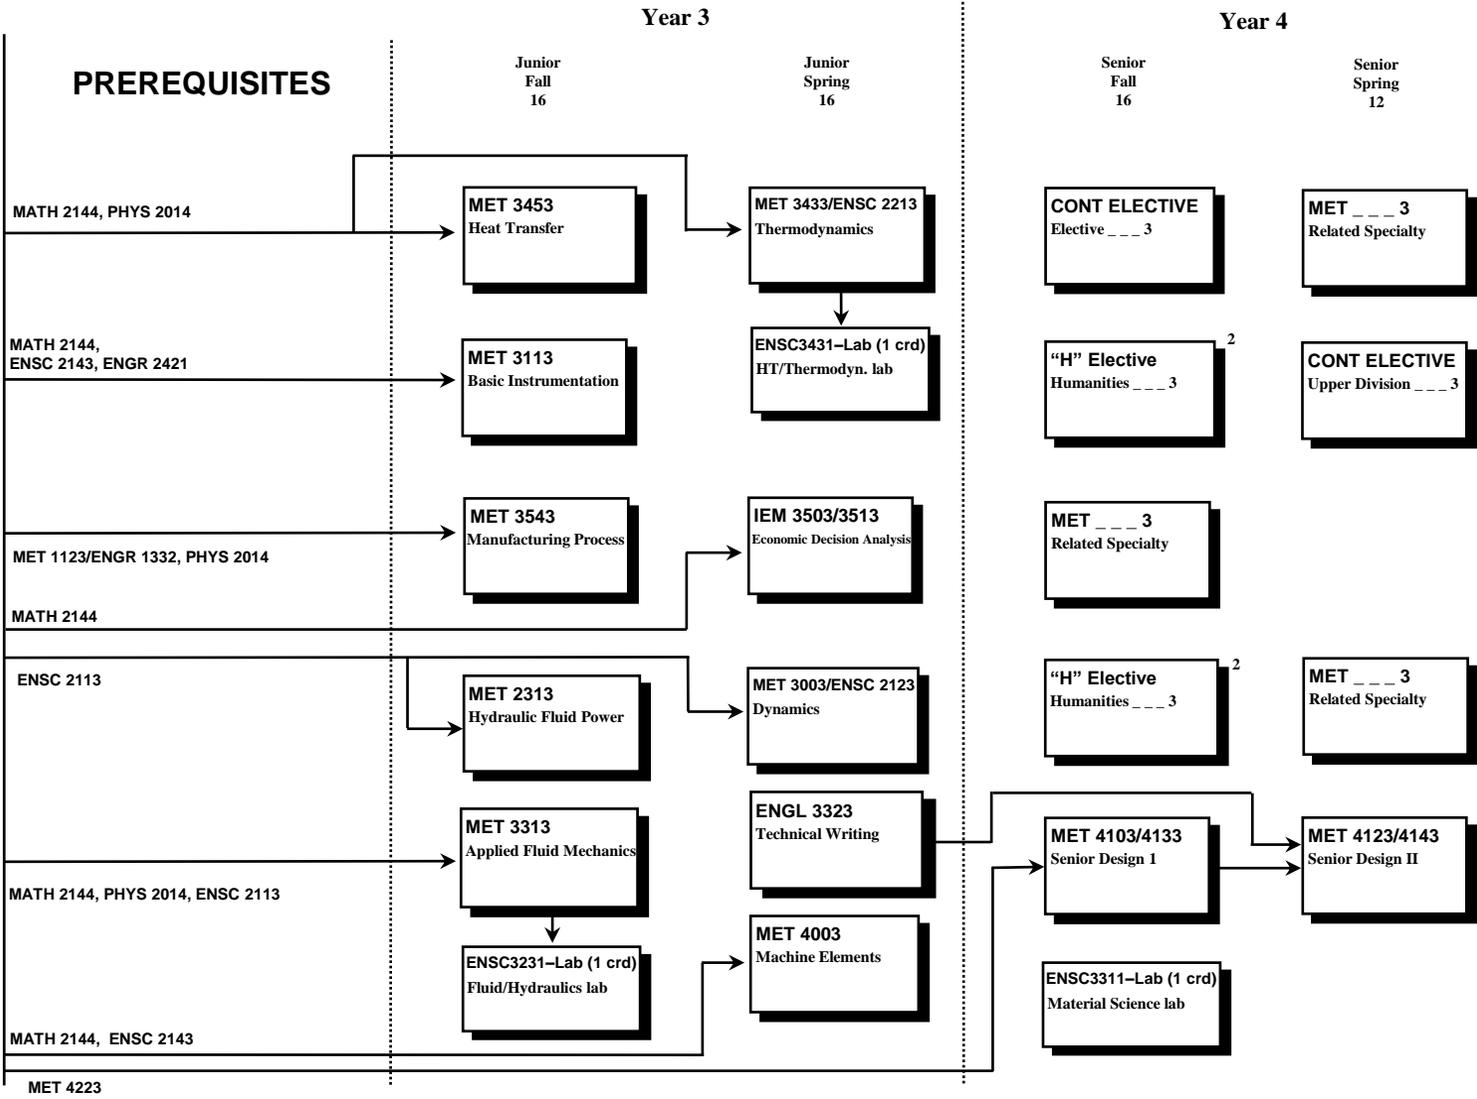 Year 3
Year 4
PREREQUISITES
Junior
Fall
16
Junior
Spring
16
Senior
Fall
16
Senior
Spring
12
MATH 2144, PHYS 2014
MET 3453
Heat Transfer
MET 3433/ENSC 2213
Thermodynamics
CONT ELECTIVE
Elective _ _ _ 3
MET _ _ _ 3
Related Specialty
MATH 2144,
ENSC 2143, ENGR 2421
MET 3113
Basic Instrumentation
ENSC3431–Lab (1 crd)
HT/Thermodyn. lab
“H” Elective
Humanities _ _ _ 3
2
CONT ELECTIVE
Upper Division _ _ _ 3
MET 3543
Manufacturing Process
IEM 3503/3513
Economic Decision Analysis
MET _ _ _ 3
Related Specialty
MET 1123/ENGR 1332, PHYS 2014
MATH 2144
ENSC 2113
MET 2313
Hydraulic Fluid Power
MET 3003/ENSC 2123
Dynamics
“H” Elective
Humanities _ _ _ 3
2
MET _ _ _ 3
Related Specialty
MET 3313
Applied Fluid Mechanics
ENGL 3323
Technical Writing
MET 4103/4133
Senior Design 1
MET 4123/4143
Senior Design II
MATH 2144, PHYS 2014, ENSC 2113
ENSC3231–Lab (1 crd)
Fluid/Hydraulics lab
MET 4003
Machine Elements
ENSC3311–Lab (1 crd)
Material Science lab
MATH 2144, ENSC 2143
MET 4223